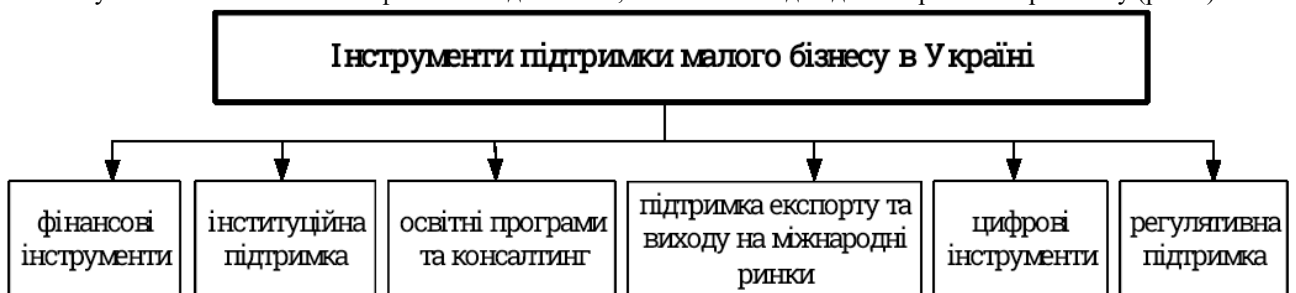 Інструменти підтримки малого бізнесу в Україні
фінансові
інструменти
інституційна
підтримка
освітні програми
та консалтинг
підтримка експорту та
виходу на міжнародні
ринки
цифрові
інструменти
регулятивна
підтримка